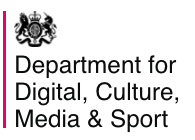 Department for
Digital, Culture,
Media & Sport